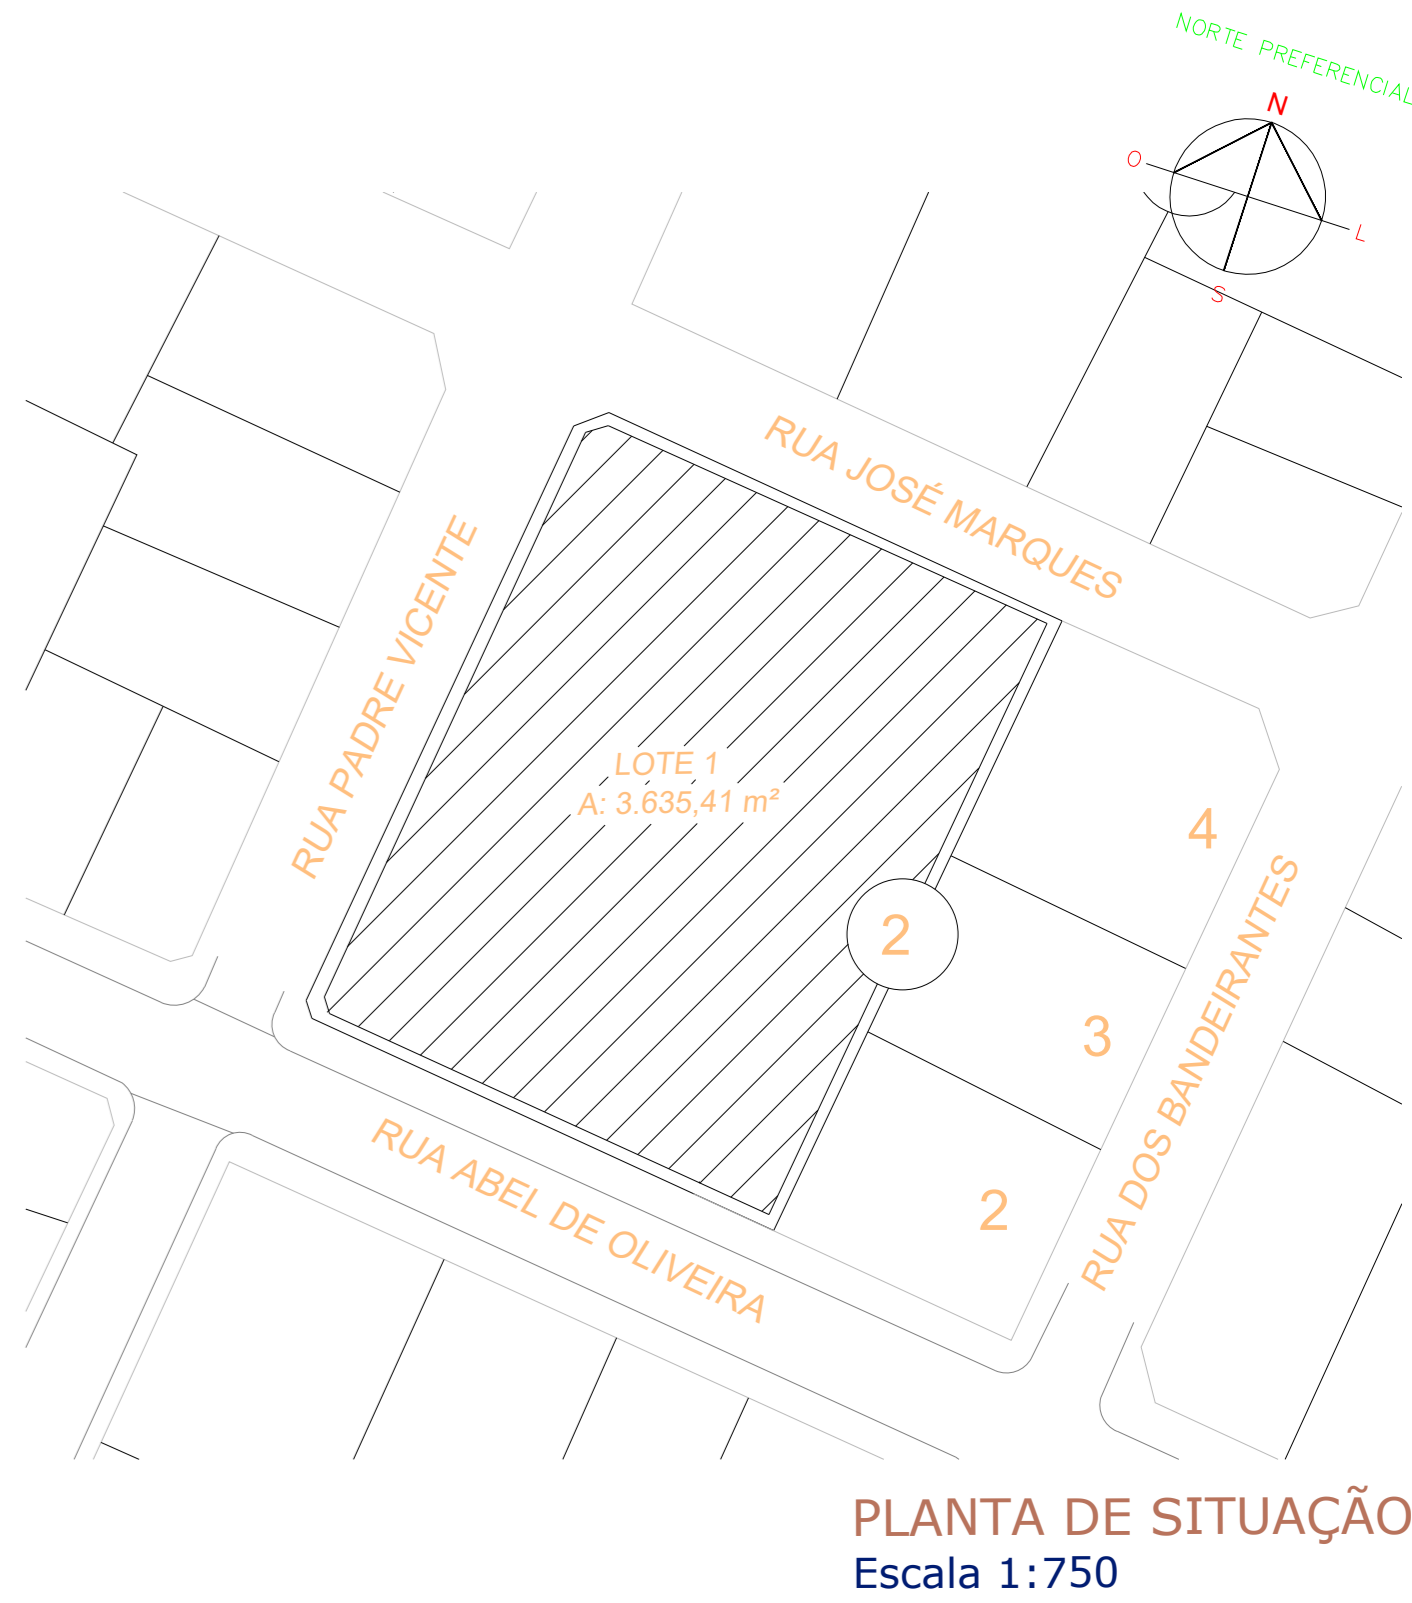 NORTE PREFERENCIAL
N
O
L
S
RUA JOSÉ MARQUES
RUA PADRE VICENTE
LOTE 1
A: 3.635,41 m²
4
2
3
RUA DOS BANDEIRANTES
2
RUA ABEL DE OLIVEIRA
PLANTA DE SITUAÇÃO
Escala 1:750